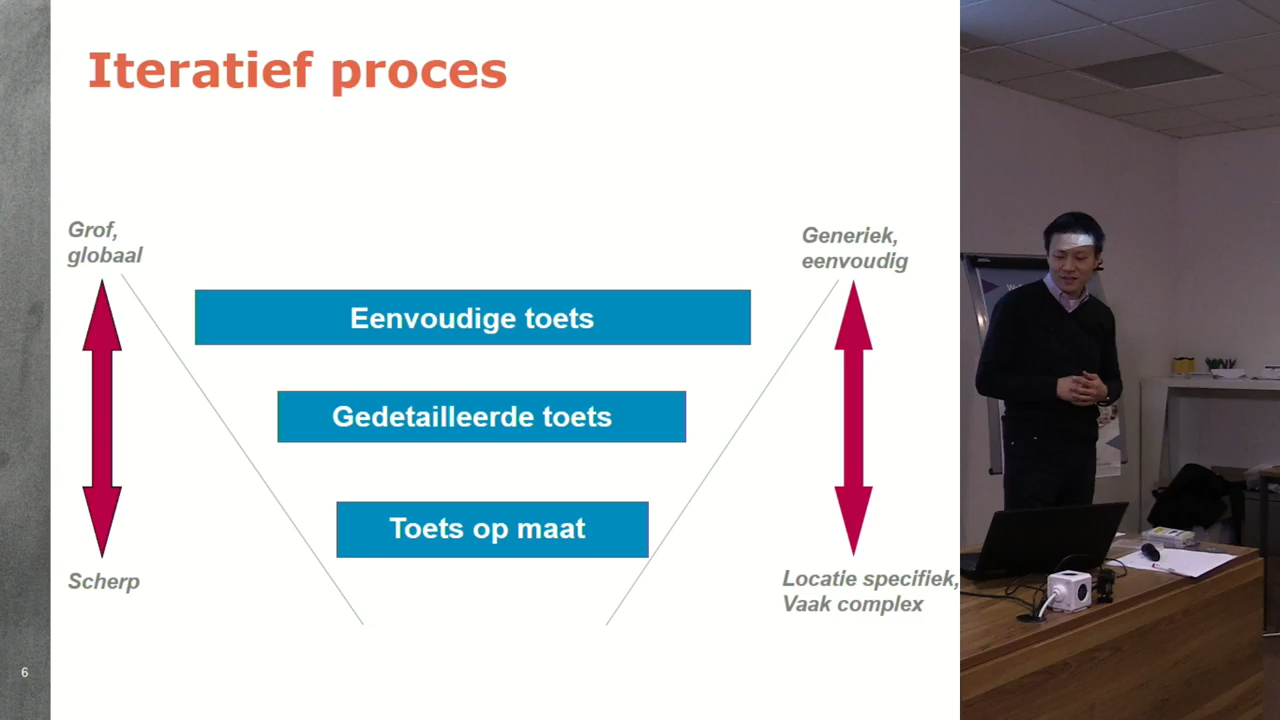 Iteratief proces
Grof,
globaal
Generiek,
eenvoudig
Eenvoudige toets
Gedetailleerde toets
Toets op maat
Scherp
Locatie specifiek,
Vaak complex
6